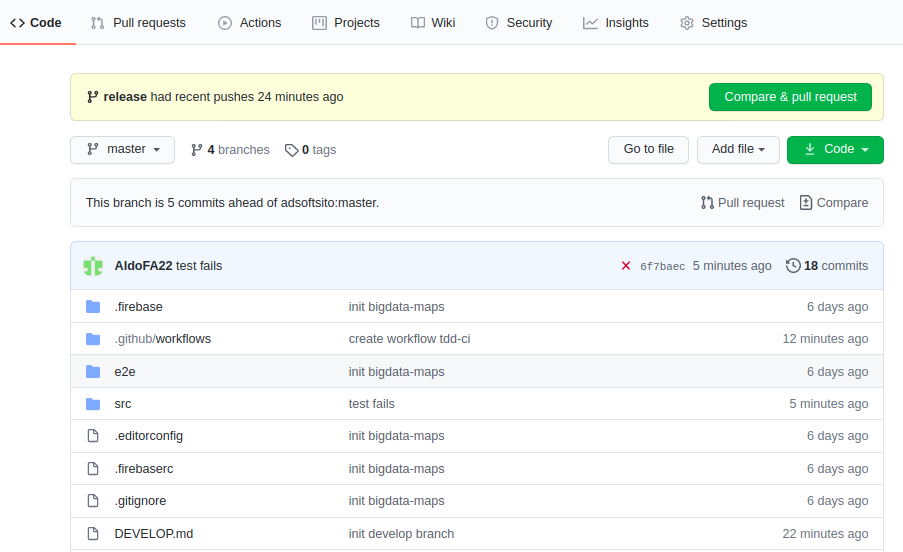 Code Pull requests Actions Projects Wiki Security Insights Settings
release had recent pushes 24 minutes ago Compare & pull request
master 4 branches 0 tags Go to file Add file Code
This branch is 5 commits ahead of adsoftsito:master. Pull request Compare
AldoFA22 test fails 6f7baec 5 minutes ago 18 commits
.firebase init bigdata-maps 6 days ago
.github/workflows create workflow tdd-ci 12 minutes ago
e2e init bigdata-maps 6 days ago
src test fails 5 minutes ago
.editorconfig init bigdata-maps 6 days ago
.firebaserc init bigdata-maps 6 days ago
.gitignore init bigdata-maps 6 days ago
DEVELOP.md init develop branch 22 minutes ago